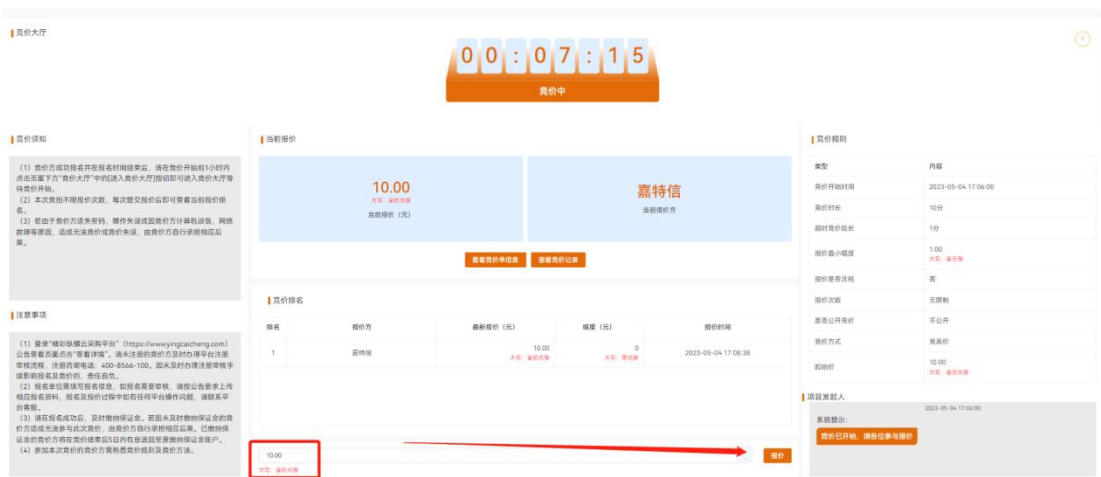 竞价大厅
00:07:15
竞价中
竞价须知
（1）竞价方成功报名并在报名时间结束后，请在竞价开始前1小时内
点击页面下方“竞价大厅”中的[进入竞价大厅]按钮即可进入竞价大厅等
待竞价开始。
（2）本次竞拍不限报价次数，每次提交报价后即可查看当前报价排
名。
（3）若由于竞价方遗失密码、操作失误或因竞价方计算机设备、网络
故障等原因，造成无法竞价或竞价失误，由竞价方自行承担相应后
果。
注意事项
（1）登录“精彩纵横云采购平台”（https://www.yingcaicheng.com）
公告查看页面点击“查看详情”。请未注册的竞价方及时办理平台注册
审核流程，注册咨询电话：400-8566-100。因未及时办理注册审核手
续影响报名及竞价的，责任自负。
（2）报名单位需填写报名信息，如报名需要审核，请按公告要求上传
相应报名资料，报名及报价过程中如有任何平台操作问题，请联系平
台客服。
（3）请在报名成功后，及时缴纳保证金。若因未及时缴纳保证金的竞
价方造成无法参与此次竞价，由竞价方自行承担相应后果。已缴纳保
证金的竞价方将在竞价结束后5日内有息退回至原缴纳保证金账户。
（4）参加本次竞价的竞价方需熟悉竞价规则及竞价方法。
当前报价
10.00
大写：壹拾元整
当前报价（元）
嘉特信
当前报价方
查看竞价单信息 查看竞价记录
竞价排名
排名 报价方 最新报价（元） 幅度（元） 报价时间
1 嘉特信 10.00 0 2023-05-04 17:08:38
大写：壹拾元整 大写：零元整
10.00 报价
大写：壹拾元整
竞价规则
类型 内容
竞价开始时间 2023-05-04 17:06:00
竞价时长 10分
超时竞价延长 1分
报价最小幅度 1.00
大写：壹元整
报价是否含税 否
报价次数 无限制
是否公开竞价 不公开
竞价方式 竞高价
起始价 10.00
大写：壹拾元整
项目发起人
2023-05-04 17:06:00
系统提示：
竞价已开始，请各位参与报价